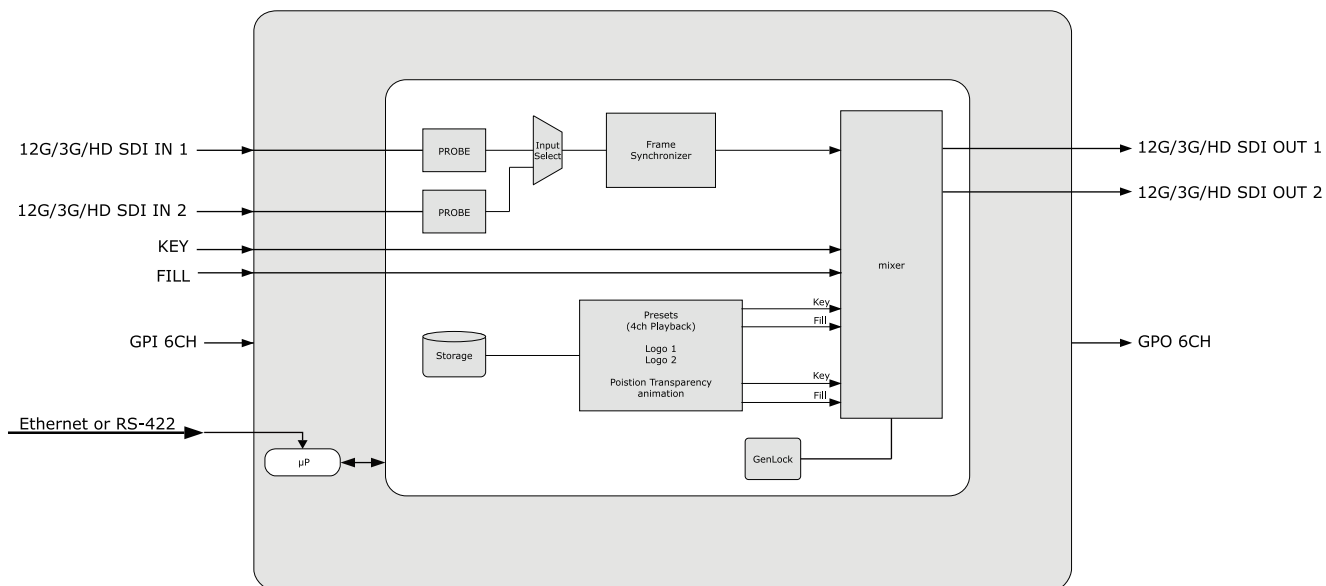 12G/3G/HD SDI IN 1
12G/3G/HD SDI IN 2
KEY
FILL
GPI 6CH
Ethernet or RS-422
µP
PROBE
PROBE
Input
Select
Frame
Synchronizer
Storage
Presets
(4ch Playback)
Logo 1
Logo 2
Poistion Transparency
animation
Key
Fill
Key
Fill
GenLock
mixer
12G/3G/HD SDI OUT 1
12G/3G/HD SDI OUT 2
GPO 6CH